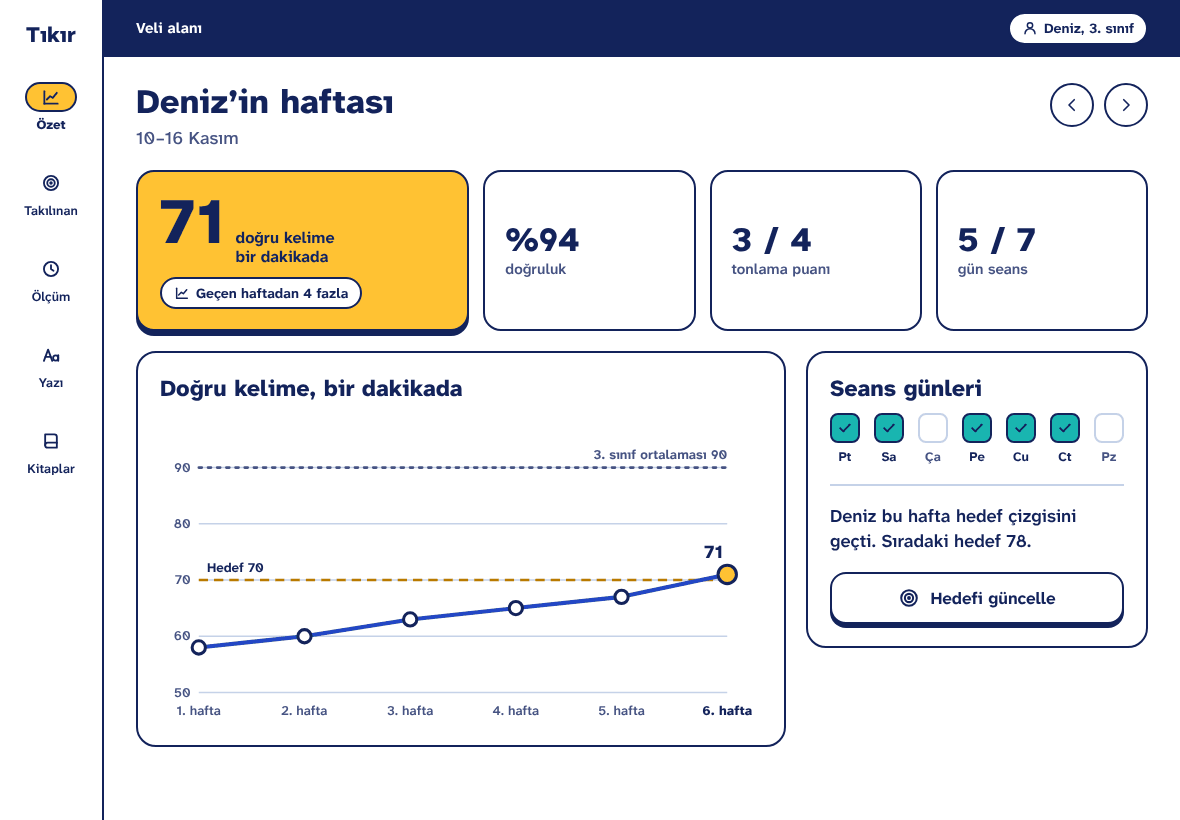 Tıkır
Özet
Takılınan
Ölçüm
Aa
Yazı
Kitaplar
Veli alanı
Deniz, 3. sınıf
Deniz’in haftası
10–16 Kasım
71
doğru kelime
bir dakikada
Geçen haftadan 4 fazla
%94
doğruluk
3 / 4
tonlama puanı
5 / 7
gün seans
Doğru kelime, bir dakikada
3. sınıf ortalaması 90
90
80
71
Hedef 70
70
60
50
1. hafta
2. hafta
3. hafta
4. hafta
5. hafta
6. hafta
Seans günleri
Pt Sa Ça Pe Cu Ct Pz
Deniz bu hafta hedef çizgisini
geçti. Sıradaki hedef 78.
Hedefi güncelle